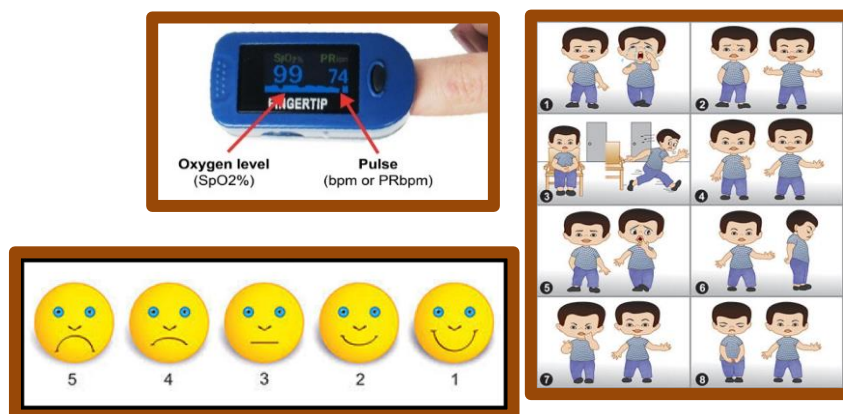 SpO2% PRbpm
99 74
FINGERTIP
Oxygen level Pulse
(SpO2%) (bpm or PRbpm)
1 2
3 4
5 6
7 8
5 4 3 2 1